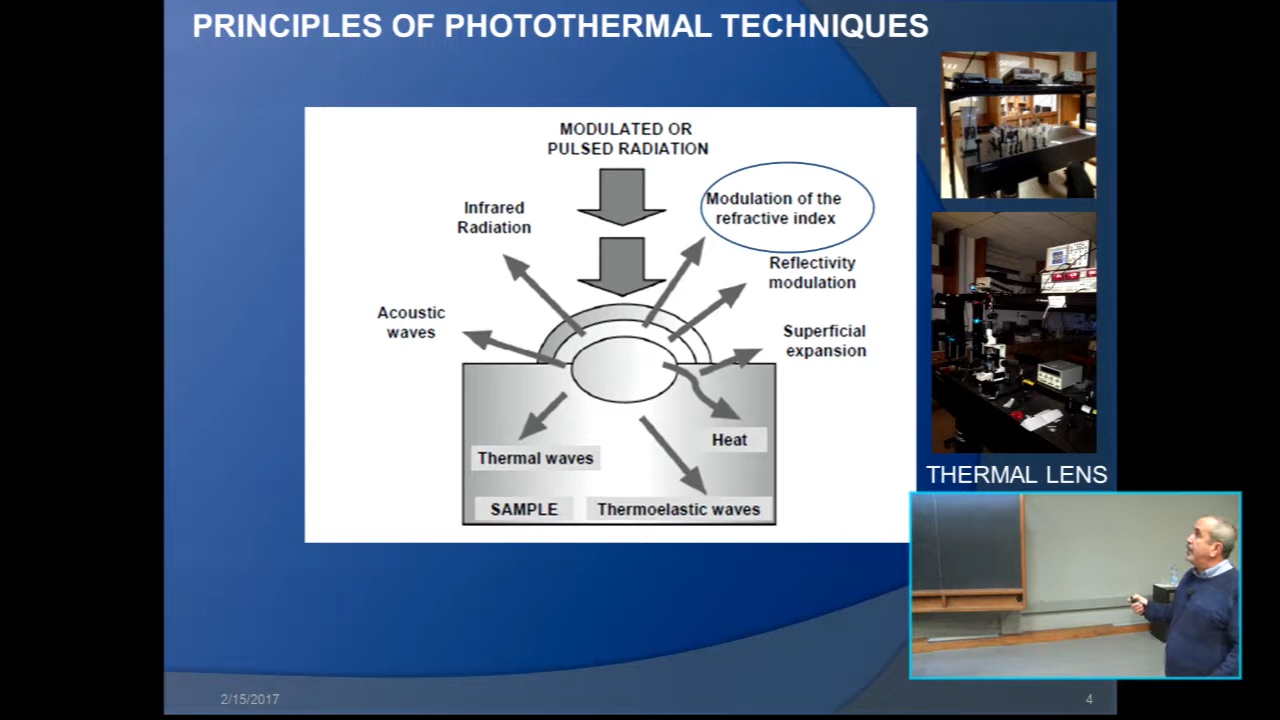 PRINCIPLES OF PHOTOTHERMAL TECHNIQUES
MODULATED OR
PULSED RADIATION
Infrared
Radiation
Modulation of the
refractive index
Reflectivity
modulation
Acoustic
waves
Superficial
expansion
Heat
Thermal waves
SAMPLE
Thermoelastic waves
THERMAL LENS
2/15/2017
4